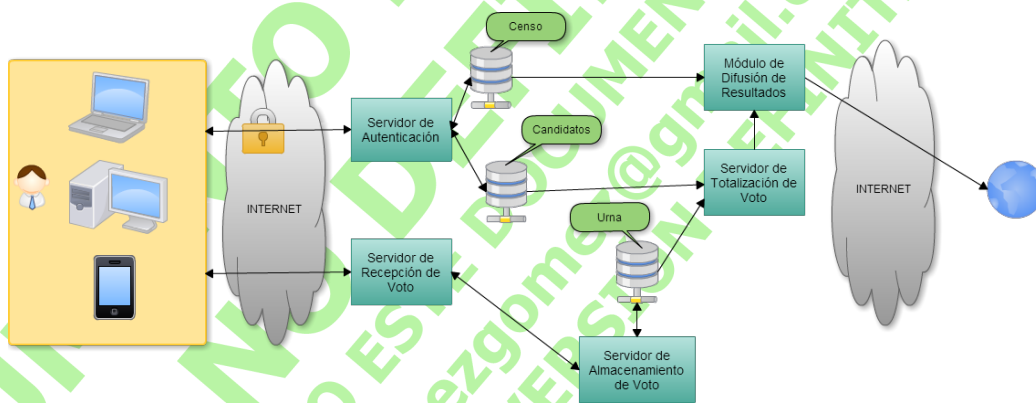 Censo
Módulo de
Difusión de
Resultados
Servidor de
Autenticación
Candidatos
Servidor de
Totalización de
Voto
INTERNET
INTERNET
Urna
Servidor de
Recepción de
Voto
Servidor de
Almacenamiento
de Voto